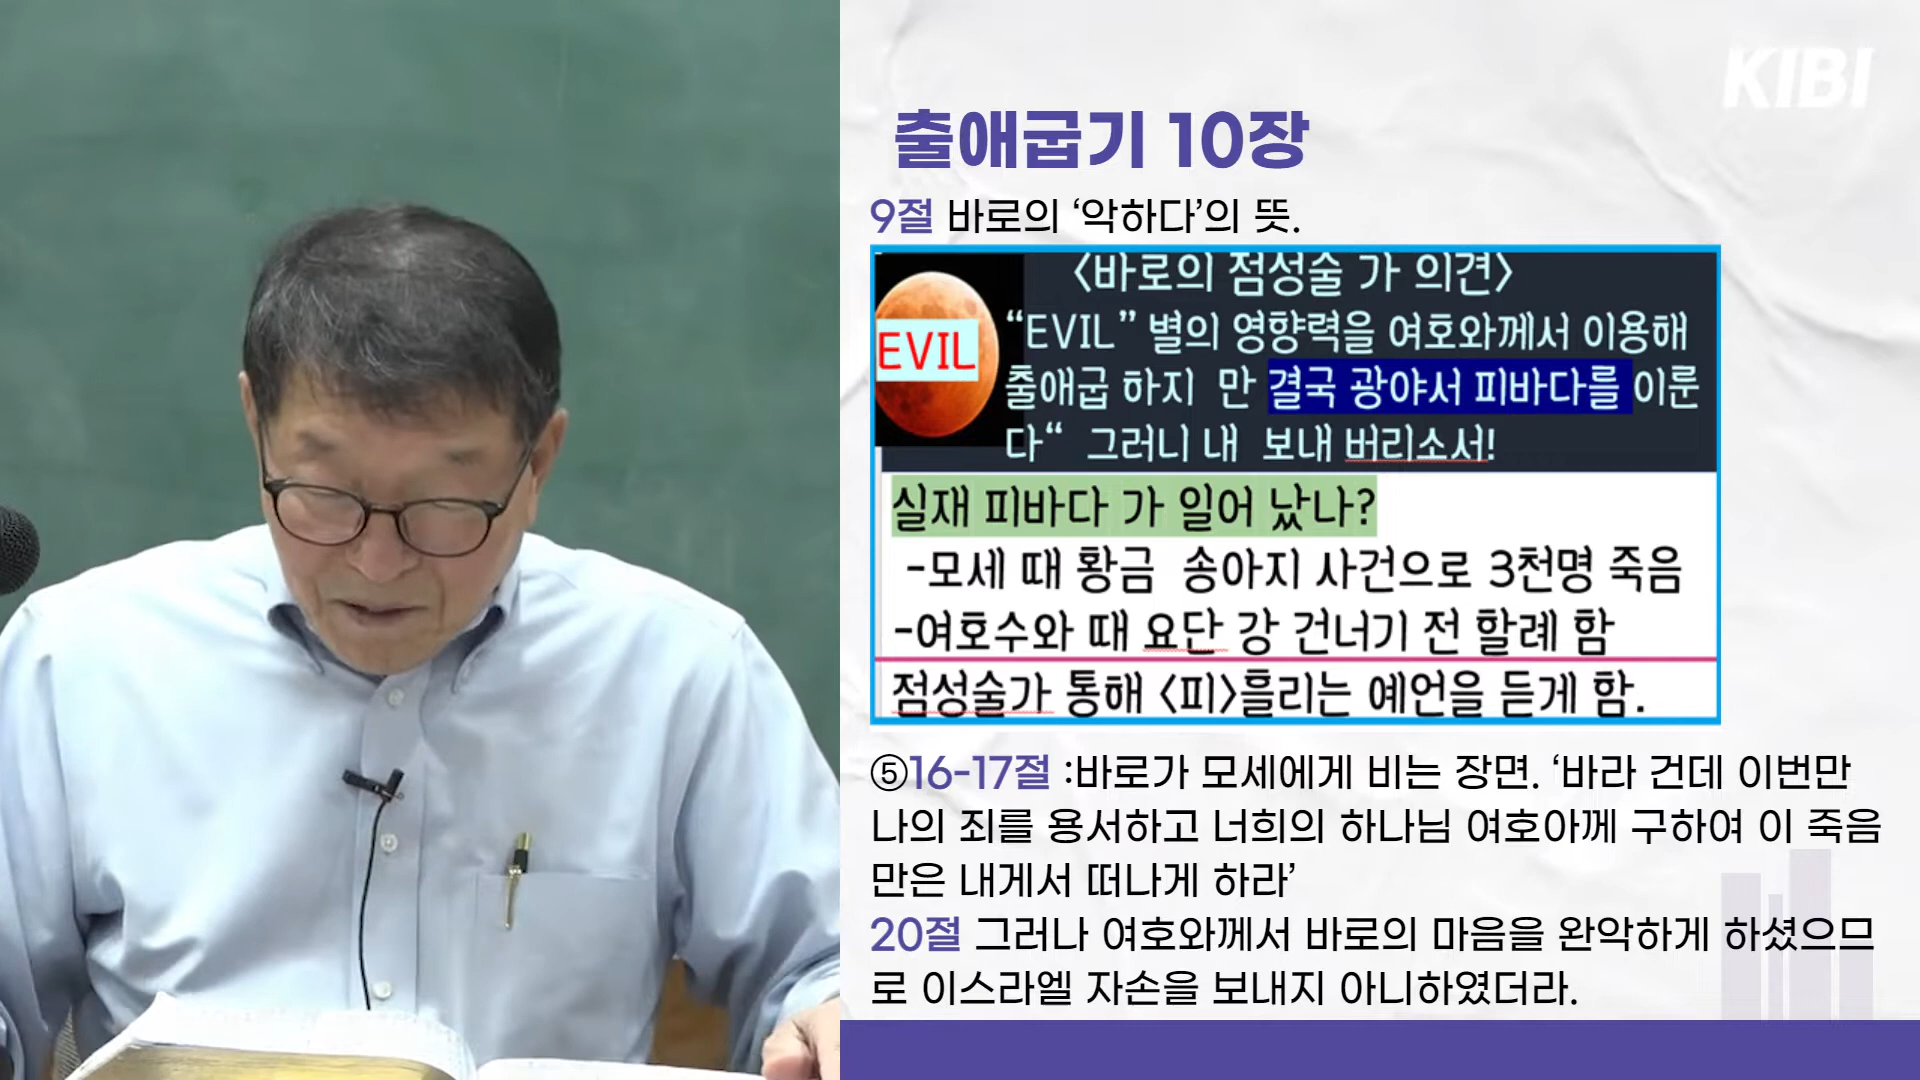 KIBI
출애굽기 10장
9절 바로의 ‘악하다’의 뜻.
<바로의 점성술 가 의견>
EVIL
“EVIL” 별의 영향력을 여호와께서 이용해
출애굽 하지 만 결국 광야서 피바다를 이룬
다“ 그러니 내 보내 버리소서!
실재 피바다 가 일어 났나?
-모세 때 황금 송아지 사건으로 3천명 죽음
-여호수와 때 요단 강 건너기 전 할례 함
점성술가 통해 <피>흘리는 예언을 듣게 함.
⑤16-17절 :바로가 모세에게 비는 장면. ‘바라 건데 이번만
나의 죄를 용서하고 너희의 하나님 여호아께 구하여 이 죽음
만은 내게서 떠나게 하라’
20절 그러나 여호와께서 바로의 마음을 완악하게 하셨으므
로 이스라엘 자손을 보내지 아니하였더라.